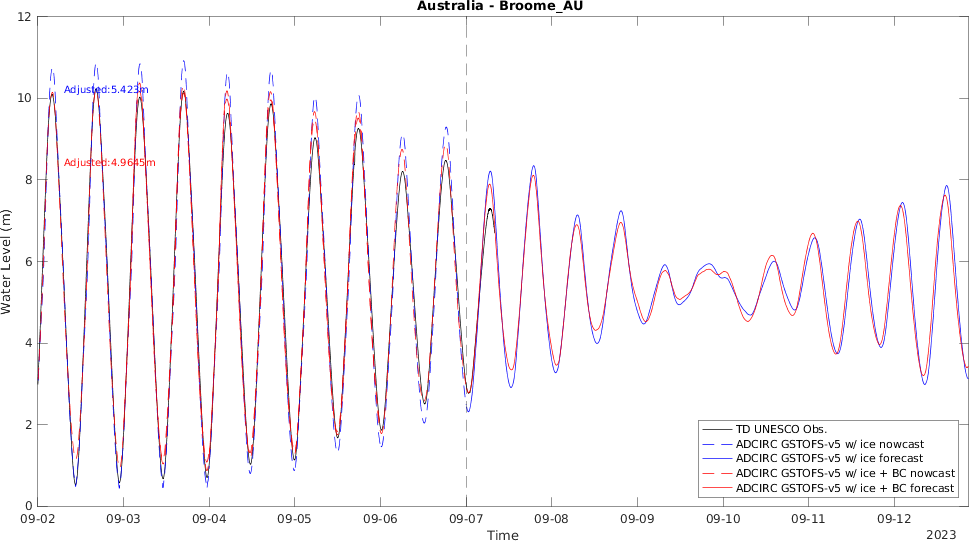 Australia - Broome_AU
12
10
8
6
4
2
0
Water Level (m)
Adjusted:5.423m
Adjusted:4.9645m
TD UNESCO Obs.
ADCIRC GSTOFS-v5 w/ ice nowcast
ADCIRC GSTOFS-v5 w/ ice forecast
ADCIRC GSTOFS-v5 w/ ice + BC nowcast
ADCIRC GSTOFS-v5 w/ ice + BC forecast
09-02 09-03 09-04 09-05 09-06 09-07 09-08 09-09 09-10 09-11 09-12
Time
2023